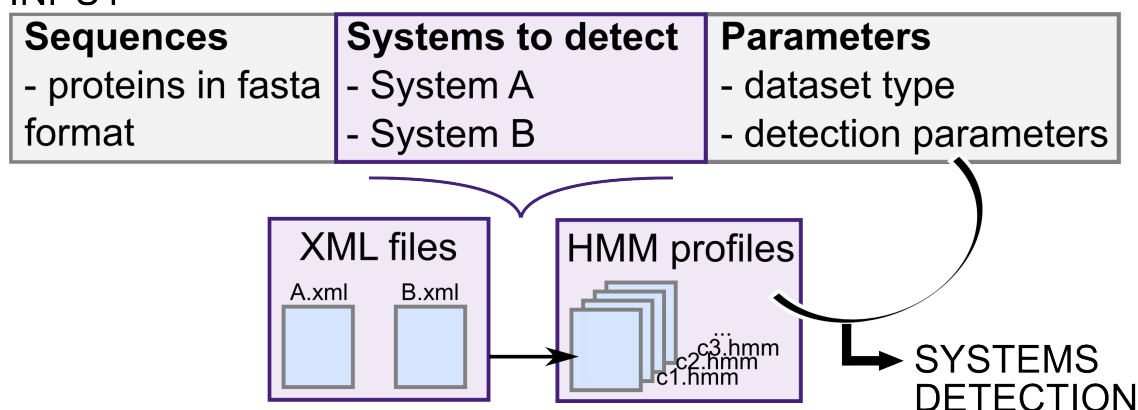 INPUT
Sequences
- proteins in fasta
format
Systems to detect
- System A
- System B
Parameters
- dataset type
- detection parameters
XML files
A.xml
B.xml
HMM profiles
...
c3.hmm
c2.hmm
c1.hmm
SYSTEMS
DETECTION